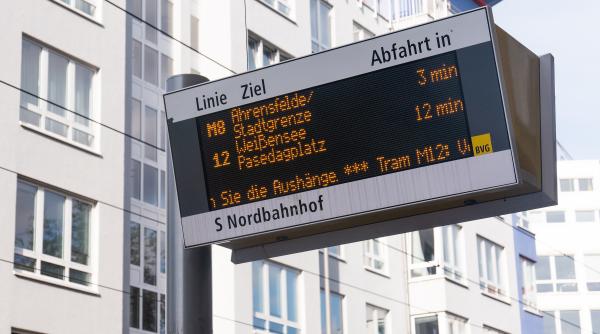 Linie Ziel Abfahrt in
M8 Ahrensfelde/ 3 min
Stadtgrenze
12 Weißensee 12 min
Pasedagplatz
Sie die Aushänge. *** Tram M12:
BVG
S Nordbahnhof